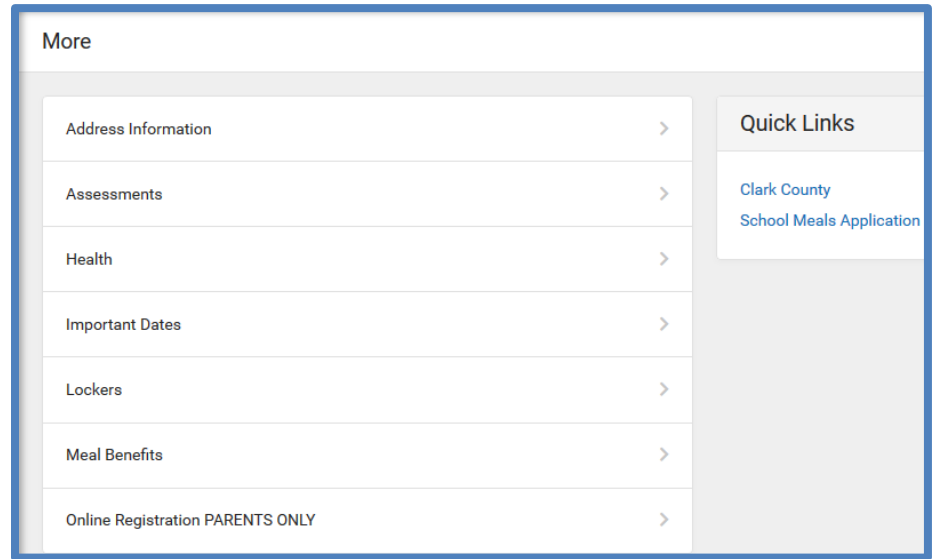 More
Address Information
Assessments
Health
Important Dates
Lockers
Meal Benefits
Online Registration PARENTS ONLY
Quick Links
Clark County
School Meals Application